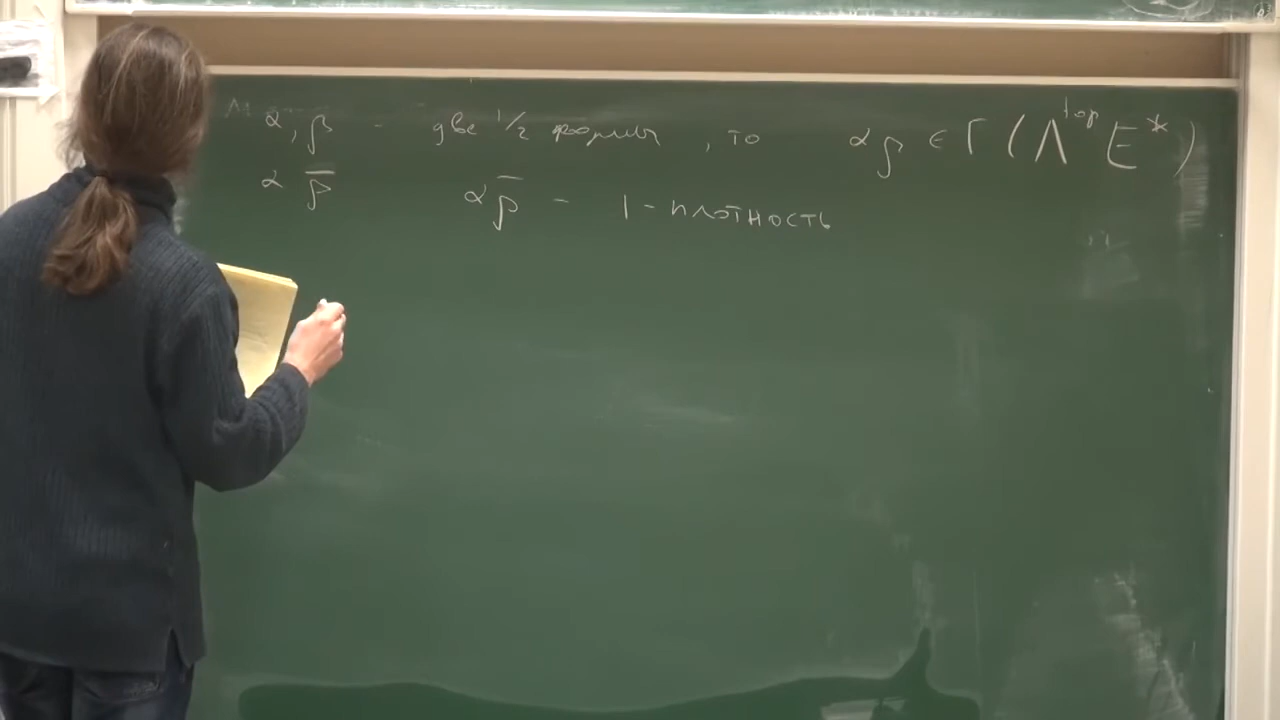 α, β - две 1/2 формы, то αβ ∈ Γ(Λ^top E*)
α β̅ α β̅ - 1-плотность